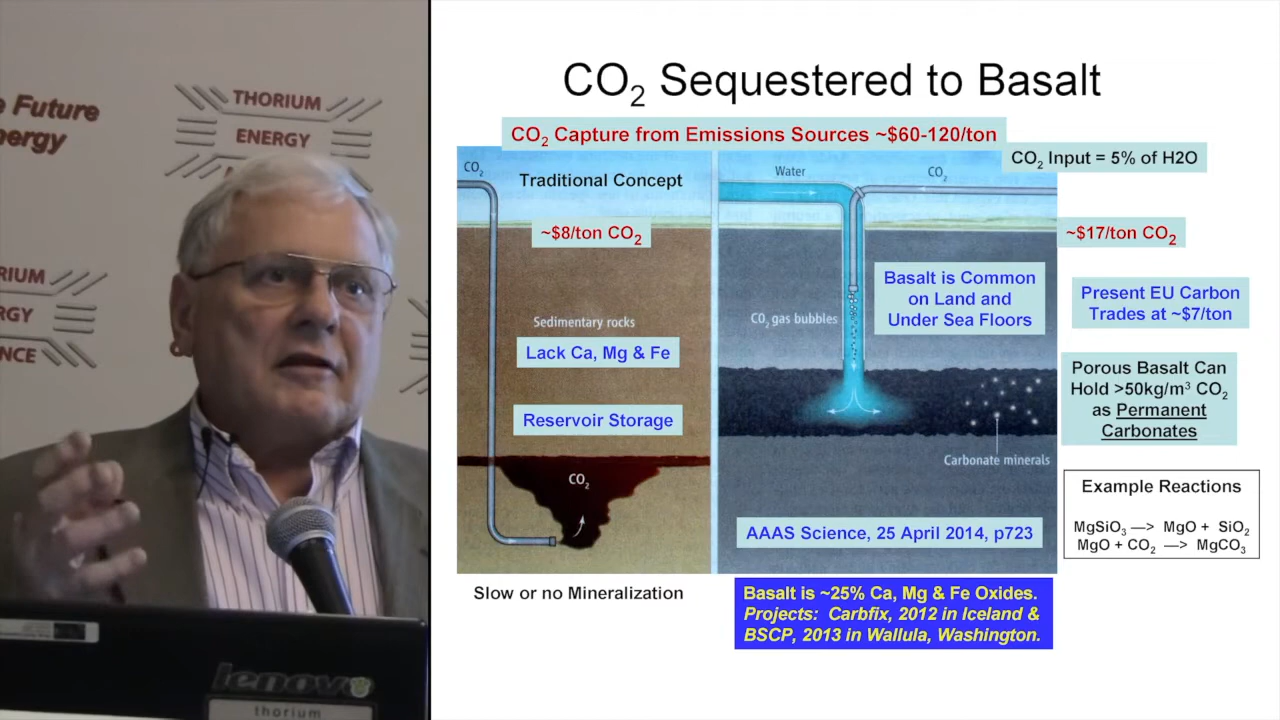 e Future
ergy
THORIUM
ENERGY
RIUM
RGY
NCE
lenovo
thorium
CO₂ Sequestered to Basalt
CO₂ Capture from Emissions Sources ~$60-120/ton
CO₂ Input = 5% of H2O
CO₂
Traditional Concept
~$8/ton CO₂
Sedimentary rocks
Lack Ca, Mg & Fe
Reservoir Storage
CO₂
Slow or no Mineralization
Water
CO₂
~$17/ton CO₂
Basalt is Common
on Land and
Under Sea Floors
CO₂ gas bubbles
Carbonate minerals
AAAS Science, 25 April 2014, p723
Basalt is ~25% Ca, Mg & Fe Oxides.
Projects: Carbfix, 2012 in Iceland &
BSCP, 2013 in Wallula, Washington.
Present EU Carbon
Trades at ~$7/ton
Porous Basalt Can
Hold >50kg/m³ CO₂
as Permanent
Carbonates
Example Reactions
MgSiO₃ —> MgO + SiO₂
MgO + CO₂ —> MgCO₃